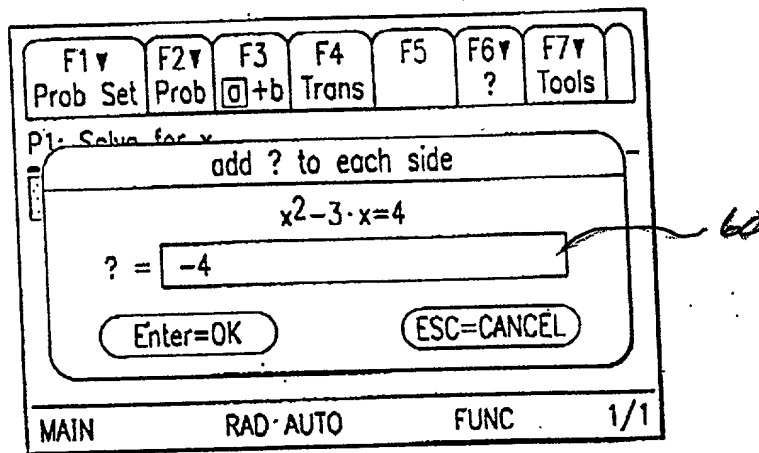 F1▼ F2▼ F3 F4 F5 F6▼ F7▼
Prob Set Prob a+b Trans ? Tools
P1: Solve for x
add ? to each side
x²-3·x=4
? = -4
60
Enter=OK ESC=CANCEL
MAIN RAD AUTO FUNC 1/1